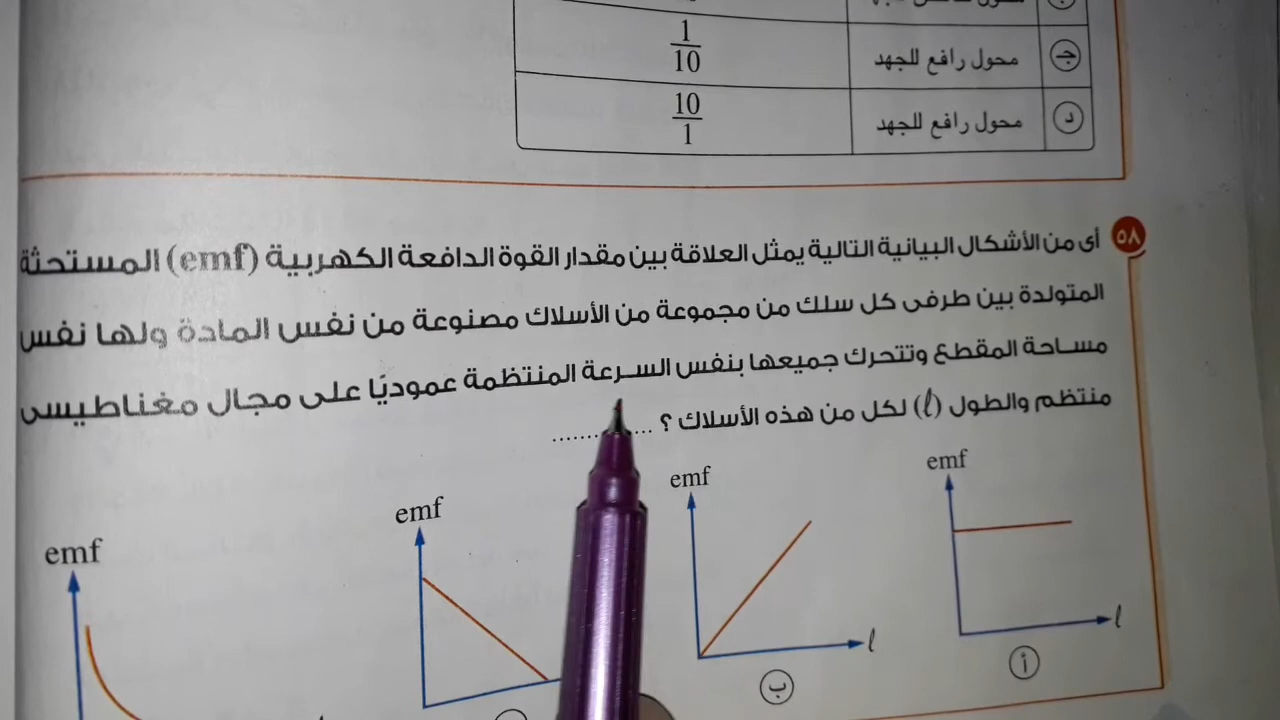 1/10 محول رافع للجهد ج
10/1 محول رافع للجهد د
٥٨ أى من الأشكال البيانية التالية يمثل العلاقة بين مقدار القوة الدافعة الكهربية (emf) المستحثة
المتولدة بين طرفى كل سلك من مجموعة من الأسلاك مصنوعة من نفس المادة ولها نفس
مساحة المقطع وتتحرك جميعها بنفس السرعة المنتظمة عموديًا على مجال مغناطيسى
منتظم والطول (l) لكل من هذه الأسلاك ؟ ............
emf
l
أ
emf
l
ب
emf
emf